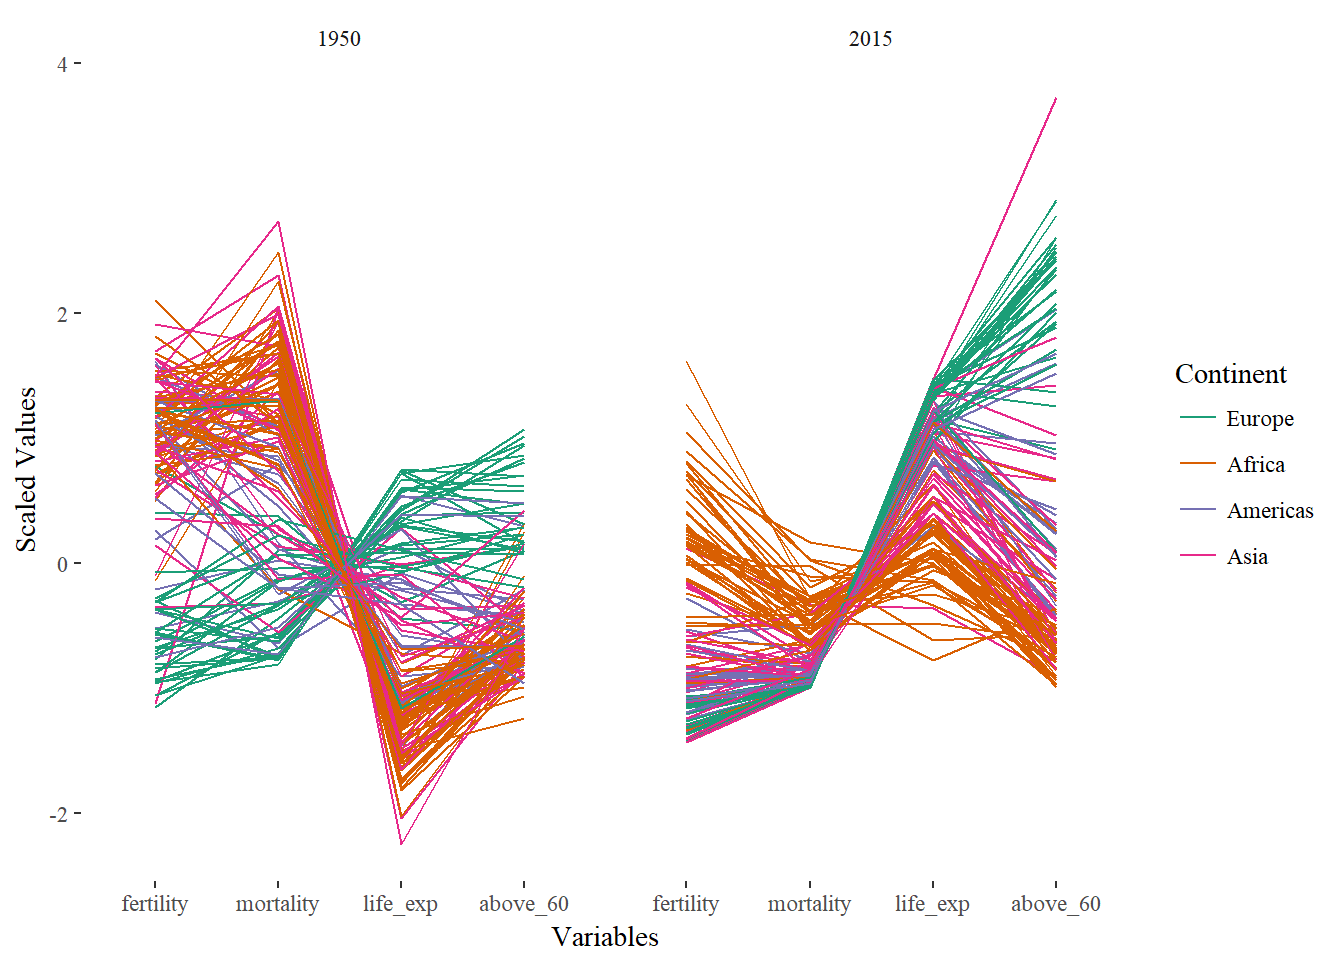 1950
2015
4
2
0
-2
Scaled Values
fertility
mortality
life_exp
above_60
fertility
mortality
life_exp
above_60
Variables
Continent
Europe
Africa
Americas
Asia